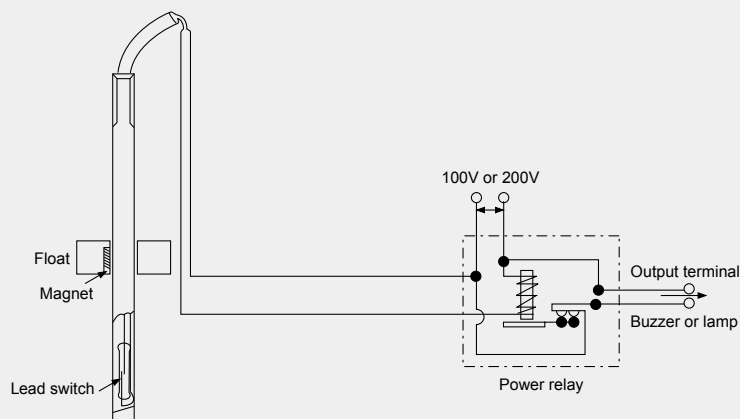 100V or 200V
Float
Magnet
Output terminal
Buzzer or lamp
Lead switch
Power relay